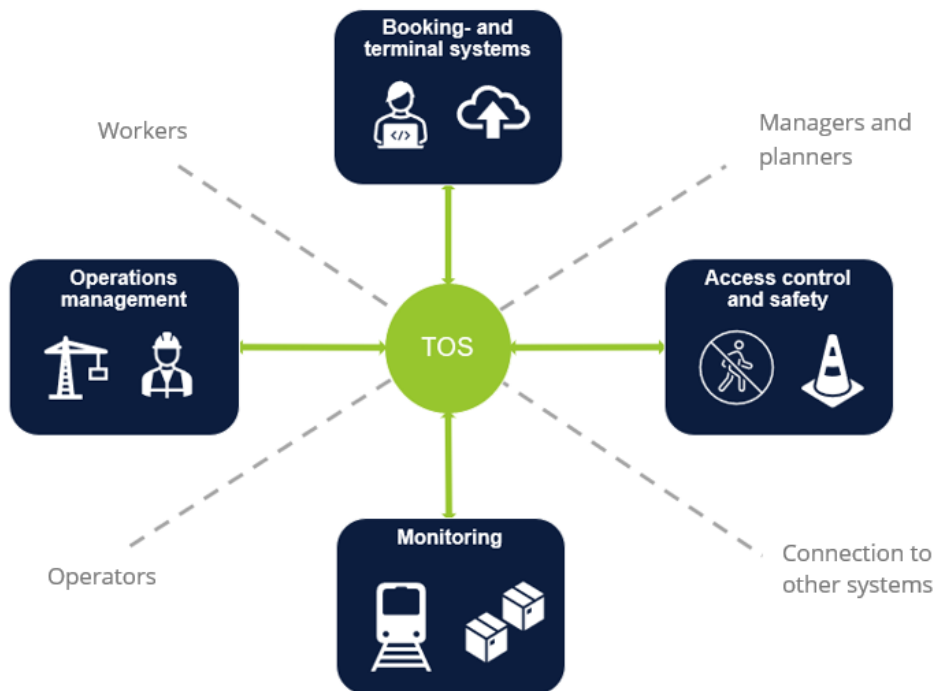 Booking- and
terminal systems
Workers
Managers and
planners
Operations
management
TOS
Access control
and safety
Monitoring
Operators
Connection to
other systems